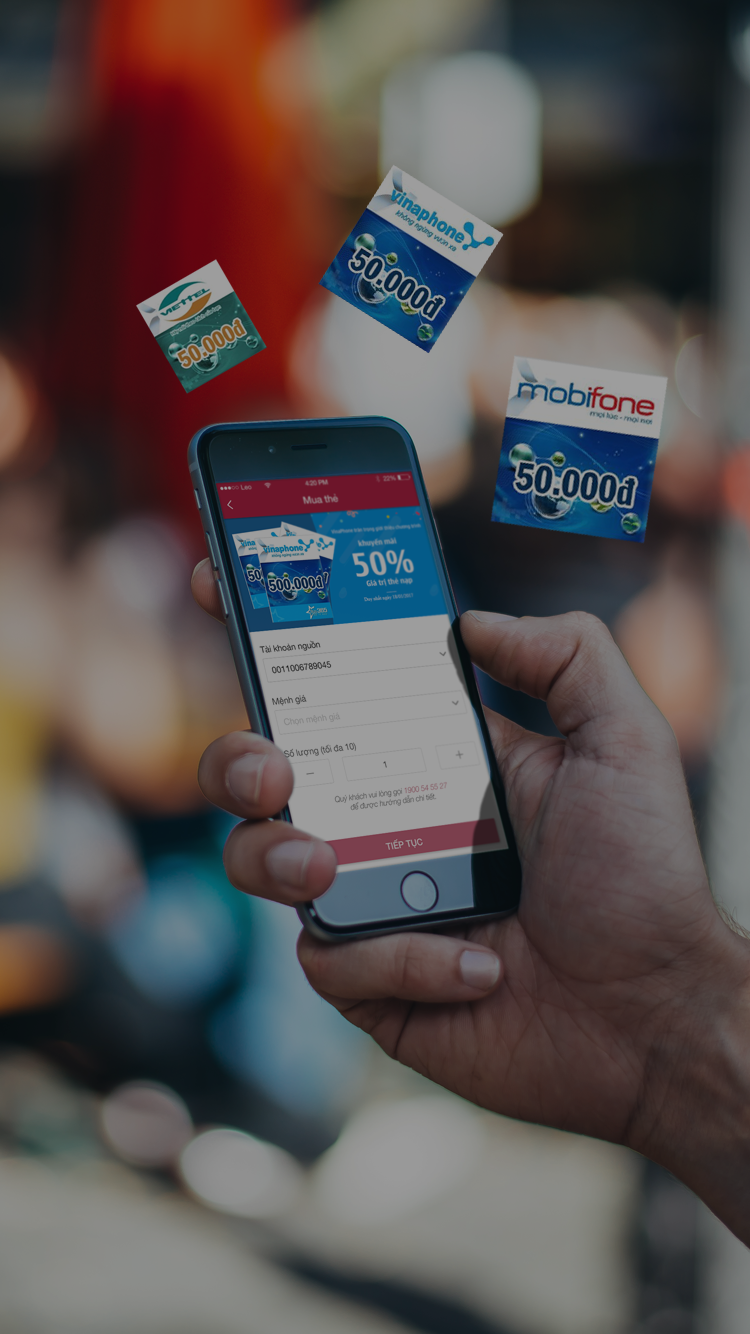 vinaphone
không ngừng vươn xa
50.000đ
VIETTEL
50.000đ
mobifone
mọi lúc - mọi nơi
50.000đ
Leo
4:20 PM
22%
Mua thẻ
khuyến mãi
50%
Giá trị thẻ nạp
vinaphone
500.000đ
50
Tài khoản nguồn
0011006789045
Mệnh giá
Chọn mệnh giá
Số lượng (tối đa 10)
1
Quý khách vui lòng gọi 1900 54 55 27
để được hướng dẫn chi tiết.
TIẾP TỤC